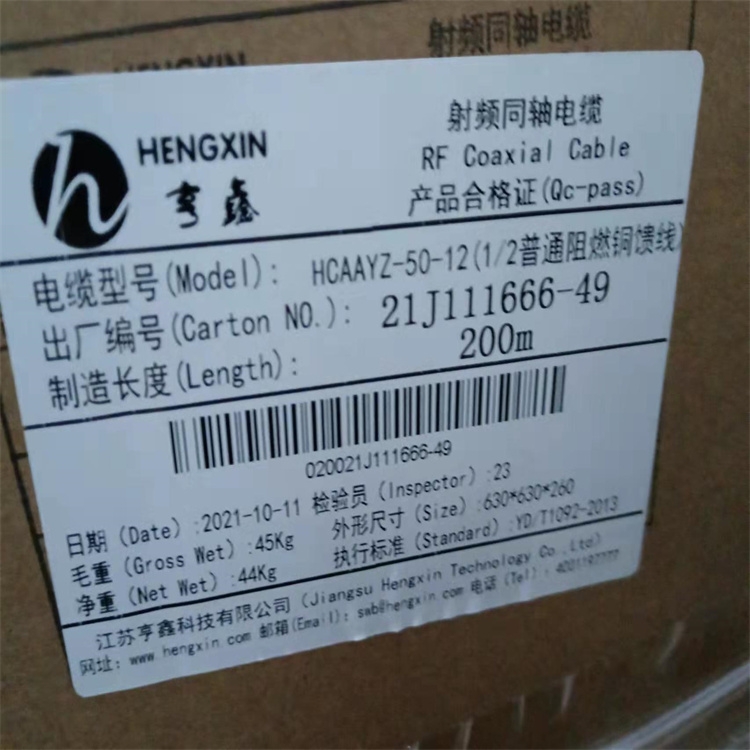 HENGXIN
射频同轴电缆
HENGXIN
亨鑫
射频同轴电缆
RF Coaxial Cable
产品合格证(Qc-pass)
电缆型号(Model): HCAAYZ-50-12(1/2普通阻燃铜馈线)
出厂编号(Carton NO.): 21J111666-49
制造长度(Length): 200m
020021J111666-49
日期 (Date) :2021-10-11 检验员 (Inspector) :23
毛重 (Gross Wet) :45Kg 外形尺寸 (Size) :630*630*260
净重 (Net Wet) :44Kg 执行标准 (Standard) :YD/T1092-2013
江苏亨鑫科技有限公司 (Jiangsu Hengxin Technology Co.,Ltd)
网址: www.hengxin.com 邮箱(Email): sab@hengxin.com 电话 (Tel): 4001197777